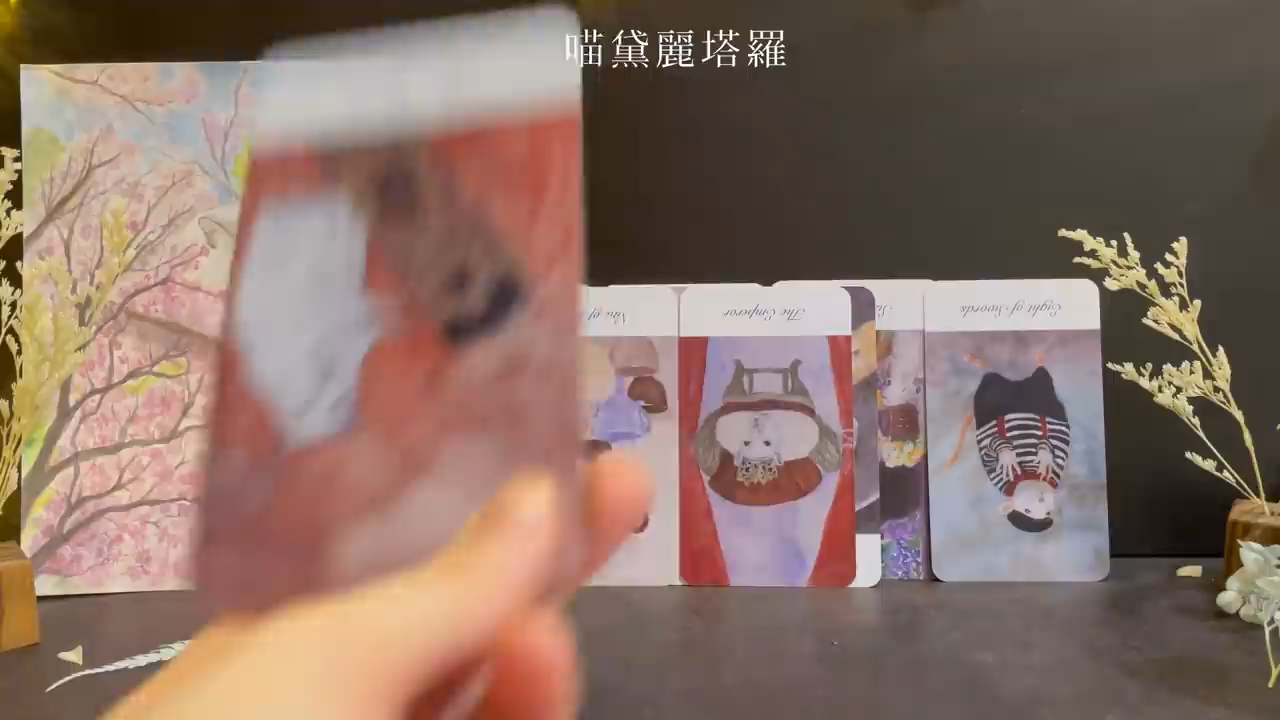 喵黛麗塔羅
The Emperor
Eight of Swords